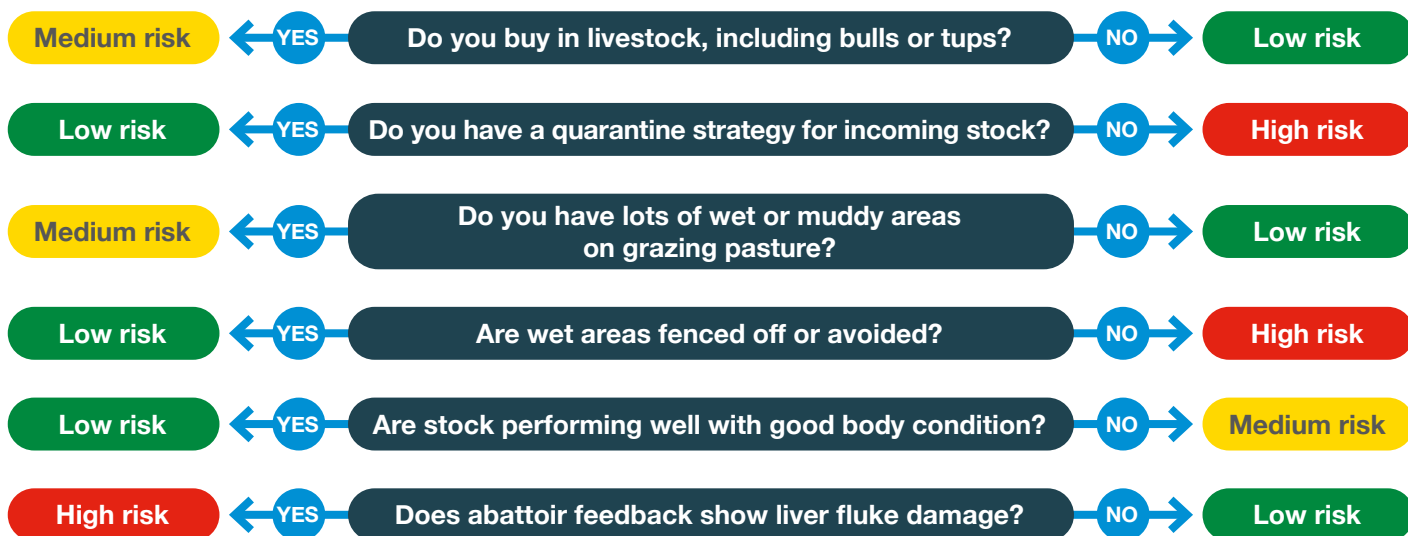 Medium risk YES Do you buy in livestock, including bulls or tups? NO Low risk
Low risk YES Do you have a quarantine strategy for incoming stock? NO High risk
Medium risk YES Do you have lots of wet or muddy areas
on grazing pasture? NO Low risk
Low risk YES Are wet areas fenced off or avoided? NO High risk
Low risk YES Are stock performing well with good body condition? NO Medium risk
High risk YES Does abattoir feedback show liver fluke damage? NO Low risk